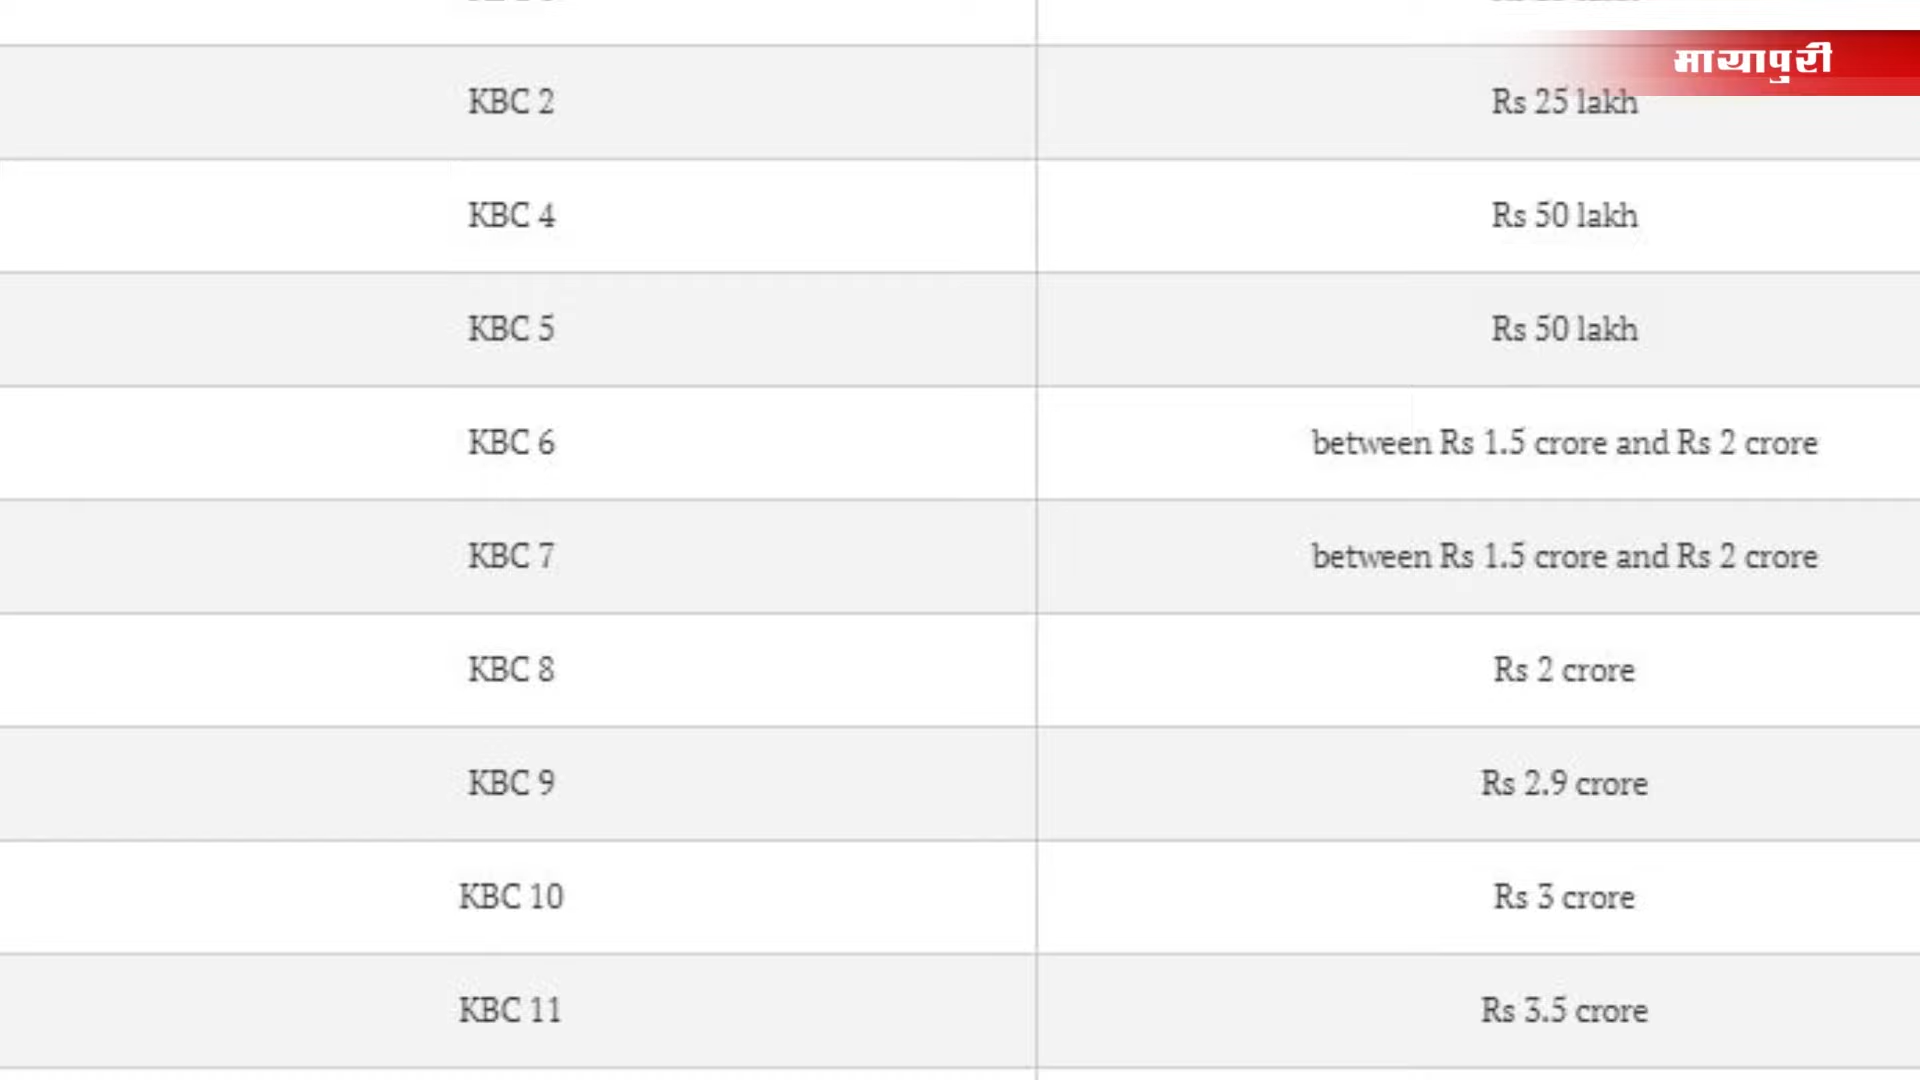 मायापुरी
KBC 2 Rs 25 lakh
KBC 4 Rs 50 lakh
KBC 5 Rs 50 lakh
KBC 6 between Rs 1.5 crore and Rs 2 crore
KBC 7 between Rs 1.5 crore and Rs 2 crore
KBC 8 Rs 2 crore
KBC 9 Rs 2.9 crore
KBC 10 Rs 3 crore
KBC 11 Rs 3.5 crore